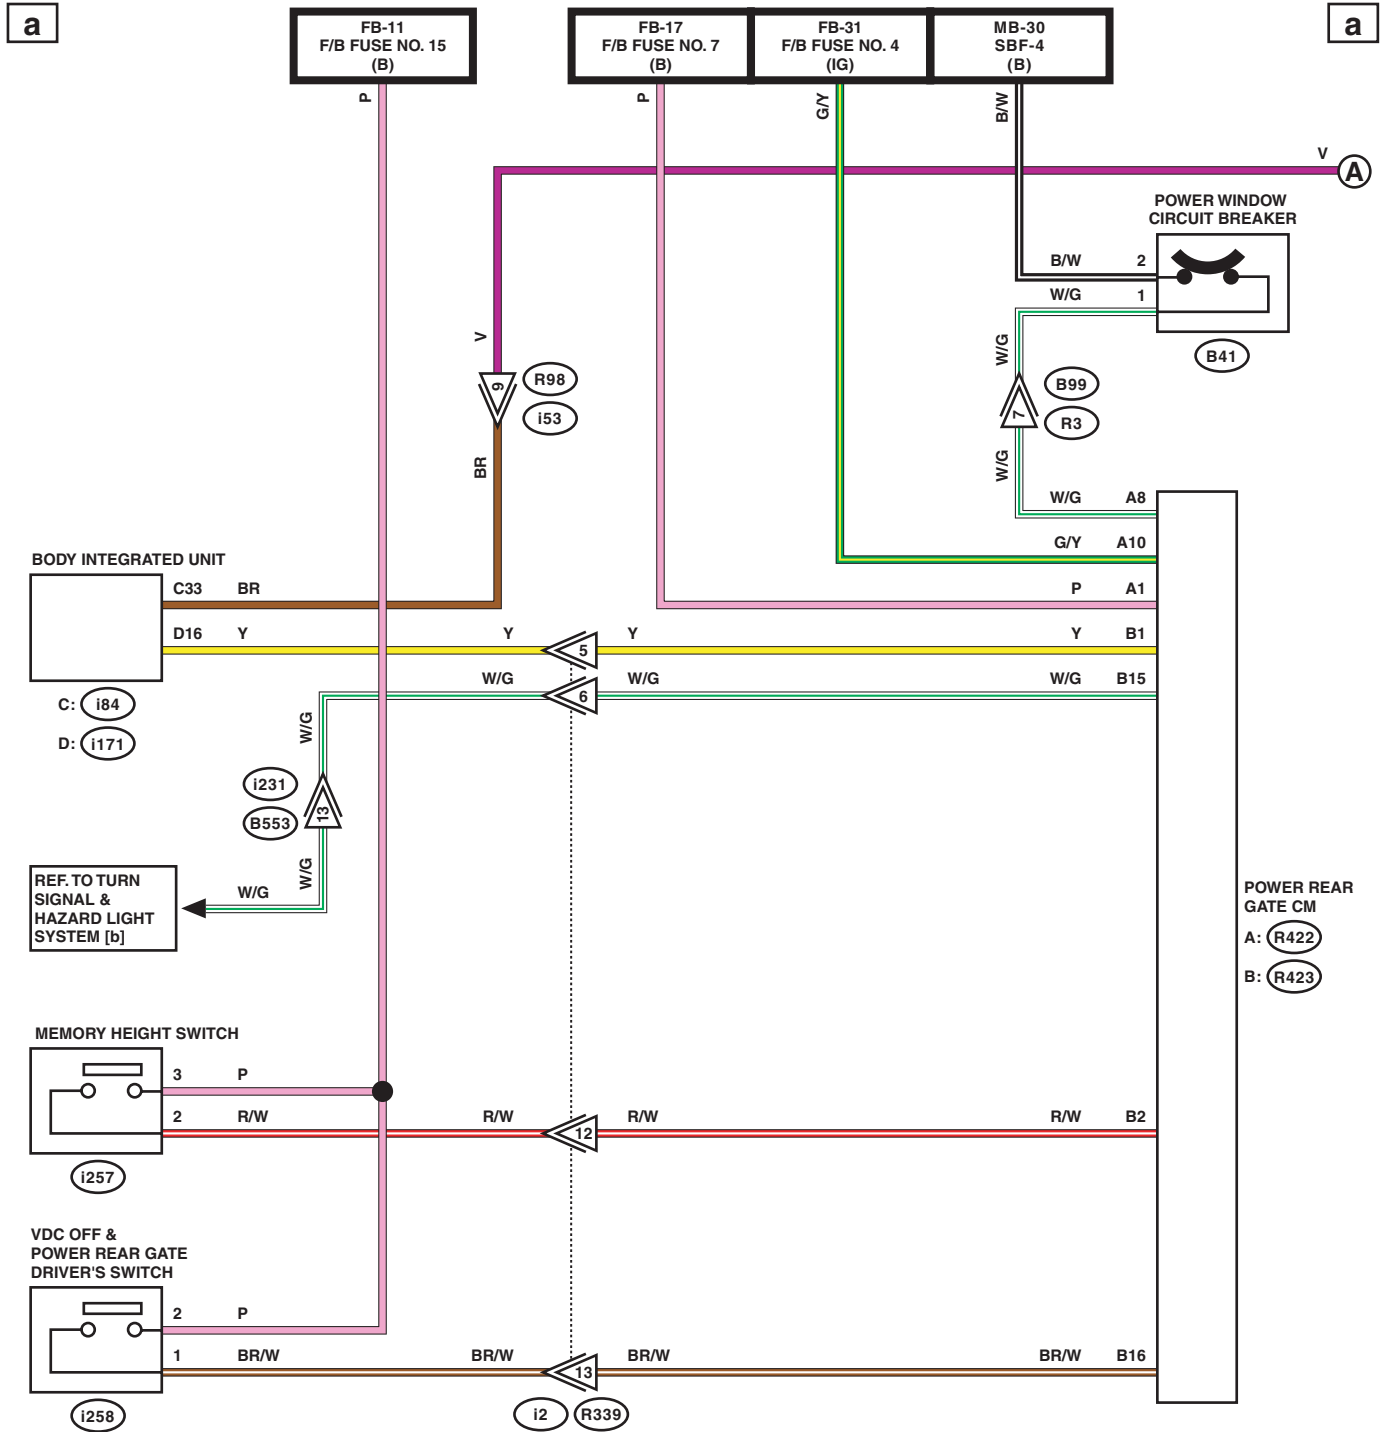 a
a
FB-11
F/B FUSE NO. 15
(B)
FB-17
F/B FUSE NO. 7
(B)
FB-31
F/B FUSE NO. 4
(IG)
MB-30
SBF-4
(B)
P
P
G/Y
B/W
V
A
POWER WINDOW
CIRCUIT BREAKER
B/W 2
W/G 1
B41
V
9
R98
i53
BR
W/G
7
B99
R3
W/G
W/G A8
G/Y A10
P A1
BODY INTEGRATED UNIT
C33 BR
D16 Y Y 5 Y Y B1
W/G 6 W/G W/G B15
C: i84
D: i171
W/G
i231
B553
13
W/G
W/G
REF. TO TURN
SIGNAL &
HAZARD LIGHT
SYSTEM [b]
POWER REAR
GATE CM
A: R422
B: R423
MEMORY HEIGHT SWITCH
3 P
2 R/W R/W 12 R/W R/W B2
i257
VDC OFF &
POWER REAR GATE
DRIVER'S SWITCH
2 P
1 BR/W BR/W 13 BR/W BR/W B16
i258
i2 R339